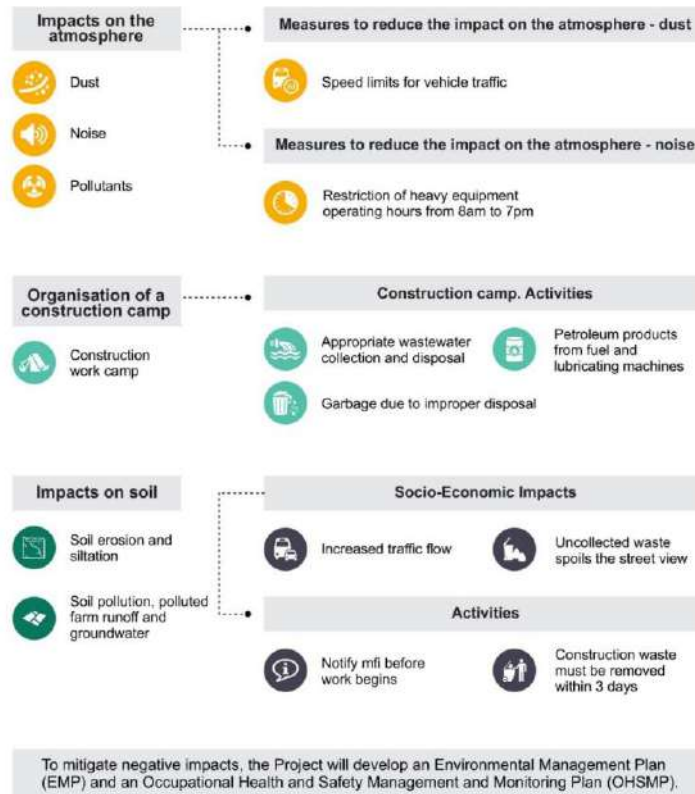 Impacts on the
atmosphere
Dust
Noise
Pollutants
Measures to reduce the impact on the atmosphere - dust
Speed limits for vehicle traffic
Measures to reduce the impact on the atmosphere - noise
Restriction of heavy equipment
operating hours from 8am to 7pm
Organisation of a
construction camp
Construction
work camp
Construction camp. Activities
Appropriate wastewater
collection and disposal
Petroleum products
from fuel and
lubricating machines
Garbage due to improper disposal
Impacts on soil
Soil erosion and
siltation
Soil pollution, polluted
farm runoff and
groundwater
Socio-Economic Impacts
Increased traffic flow
Uncollected waste
spoils the street view
Activities
Notify mfi before
work begins
Construction waste
must be removed
within 3 days
To mitigate negative impacts, the Project will develop an Environmental Management Plan
(EMP) and an Occupational Health and Safety Management and Monitoring Plan (OHSMP).